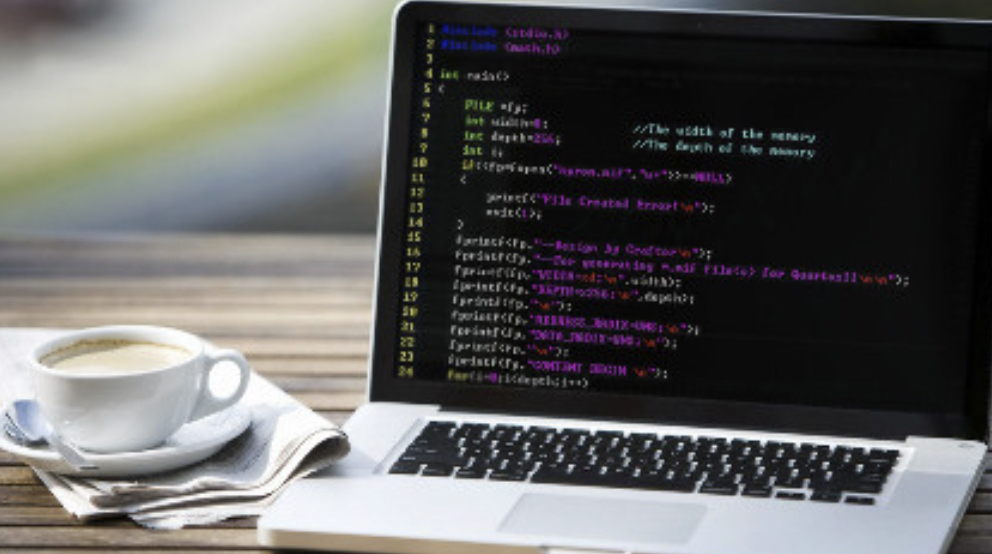 1 #include <stdio.h>
2 #include <math.h>
3
4 int main()
5 {
6 FILE *fp;
7 int width=8; //The width of the memory
8 int depth=256; //The depth of the memory
9 int i;
10 if((fp=fopen(" ","w+"))==NULL)
11 {
12 printf("File Created Error!\n");
13 exit(1);
14 }
15 fprintf(fp,"--Design by Crafter\n");
16 fprintf(fp,"--For generating *.mif File(s) for QuartusII\n\n");
17 fprintf(fp,"WIDTH=%d;\n",width);
18 fprintf(fp,"DEPTH=%256;\n",depth);
19 fprintf(fp,"\n");
20 fprintf(fp,"ADDRESS_RADIX=UNS;\n");
21 fprintf(fp,"DATA_RADIX=UNS;\n");
22 fprintf(fp,"\n");
23 fprintf(fp,"CONTENT BEGIN \n");
24 for(i=0;i<depth;i++)